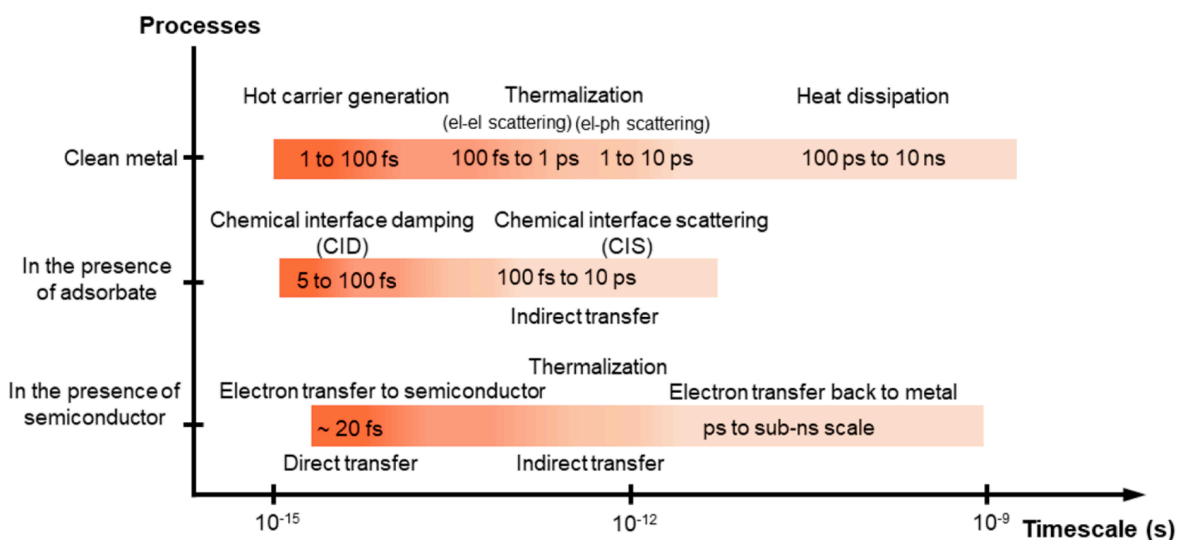 Processes
Hot carrier generation Thermalization Heat dissipation
(el-el scattering) (el-ph scattering)
Clean metal 1 to 100 fs 100 fs to 1 ps 1 to 10 ps 100 ps to 10 ns
Chemical interface damping Chemical interface scattering
(CID) (CIS)
In the presence
of adsorbate
5 to 100 fs 100 fs to 10 ps
Indirect transfer
Thermalization
In the presence of
semiconductor
Electron transfer to semiconductor Electron transfer back to metal
~ 20 fs ps to sub-ns scale
Direct transfer Indirect transfer
10-15 10-12 10-9
Timescale (s)